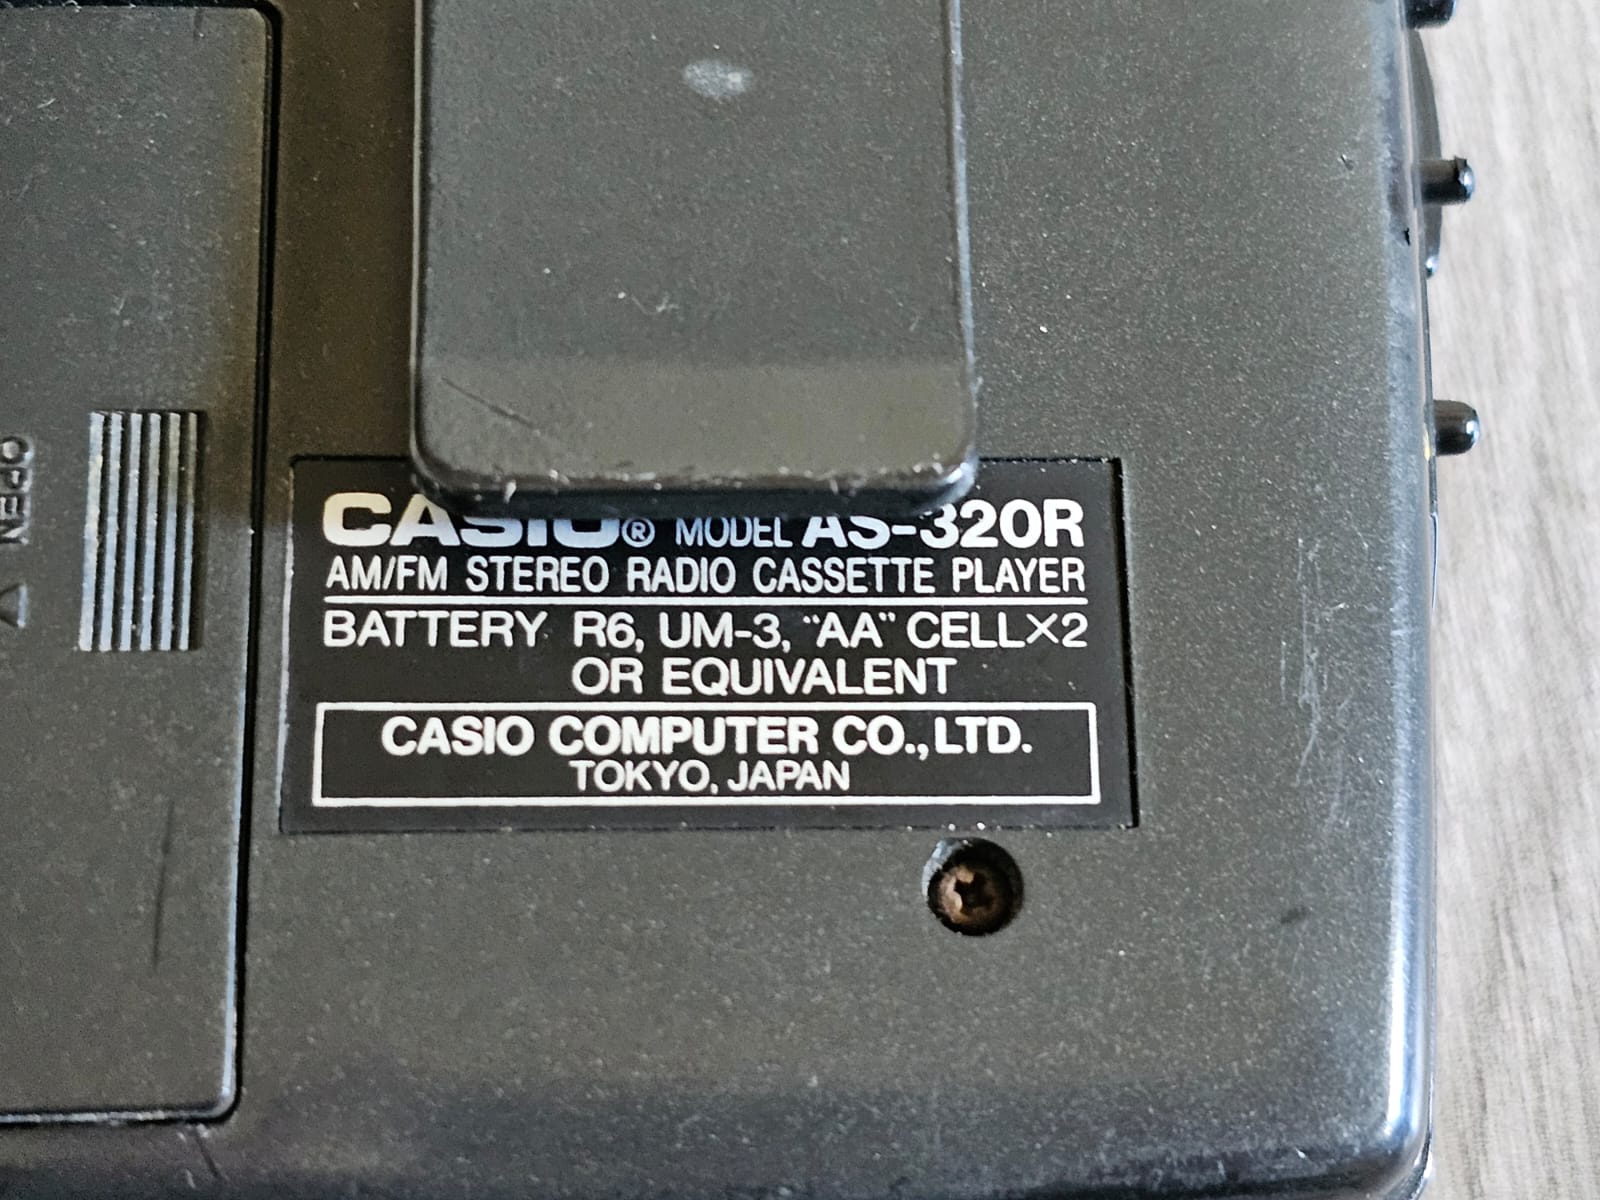 OPEN
CASIO® MODEL AS-320R
AM/FM STEREO RADIO CASSETTE PLAYER
BATTERY R6, UM-3, "AA" CELL×2
OR EQUIVALENT
CASIO COMPUTER CO., LTD.
TOKYO, JAPAN